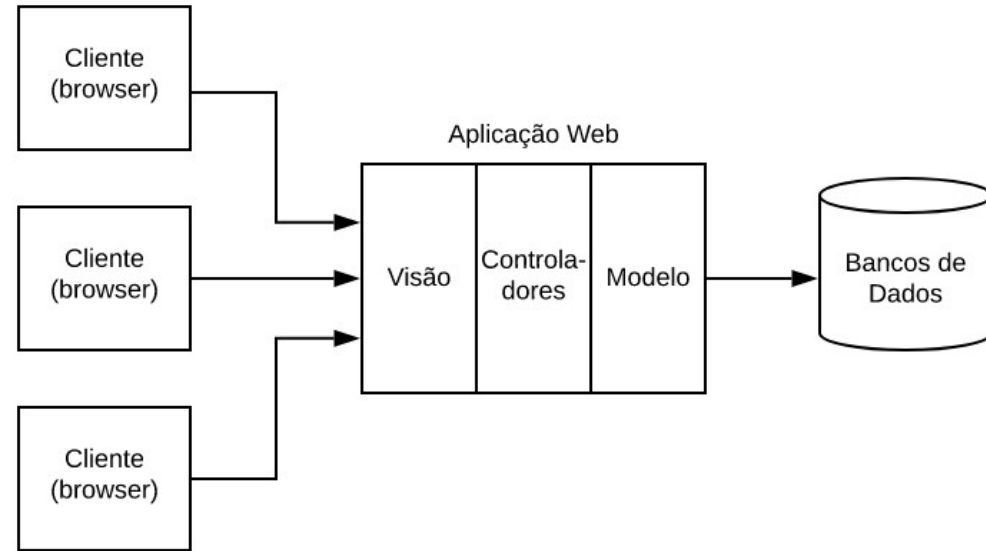 Cliente
(browser)
Aplicação Web
Cliente
(browser)
Visão
Controla-
dores
Modelo
Bancos de
Dados
Cliente
(browser)